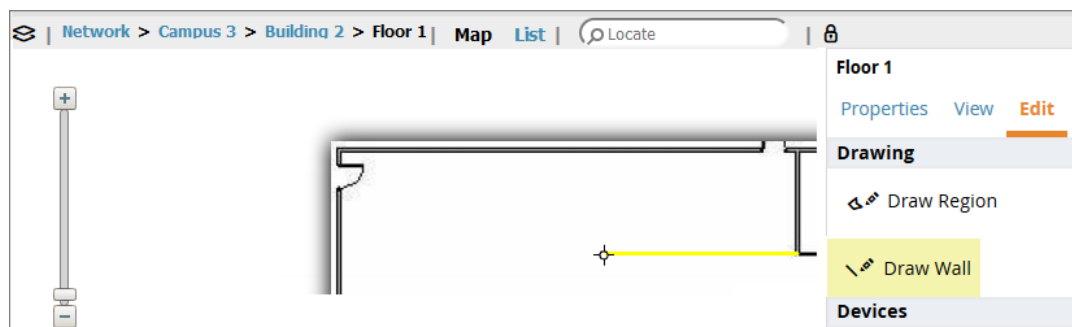 | Network > Campus 3 > Building 2 > Floor 1 | Map List | Locate |
Floor 1
Properties View Edit
Drawing
Draw Region
Draw Wall
Devices